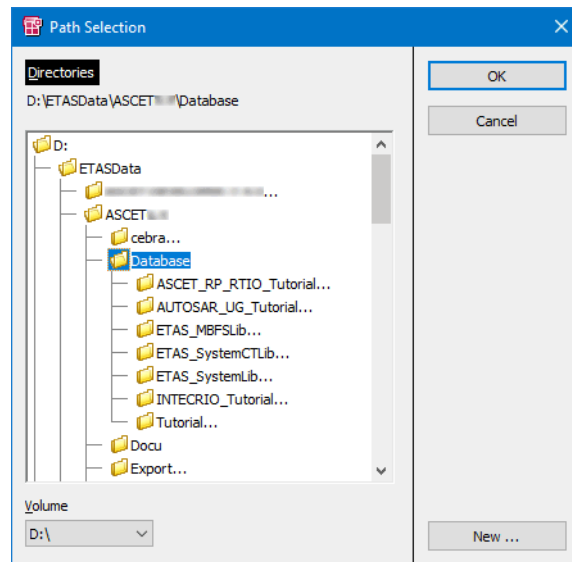 Path Selection
Directories
OK
D:\ETASData\ASCET \Database
Cancel
D:
ETASData
...
ASCET
cebra...
Database
ASCET_RP_RTIO_Tutorial...
AUTOSAR_UG_Tutorial...
ETAS_MBFSLib...
ETAS_SystemCTLib...
ETAS_SystemLib...
INTECRIO_Tutorial...
Tutorial...
Docu
Export...
Volume
D:\
New ...